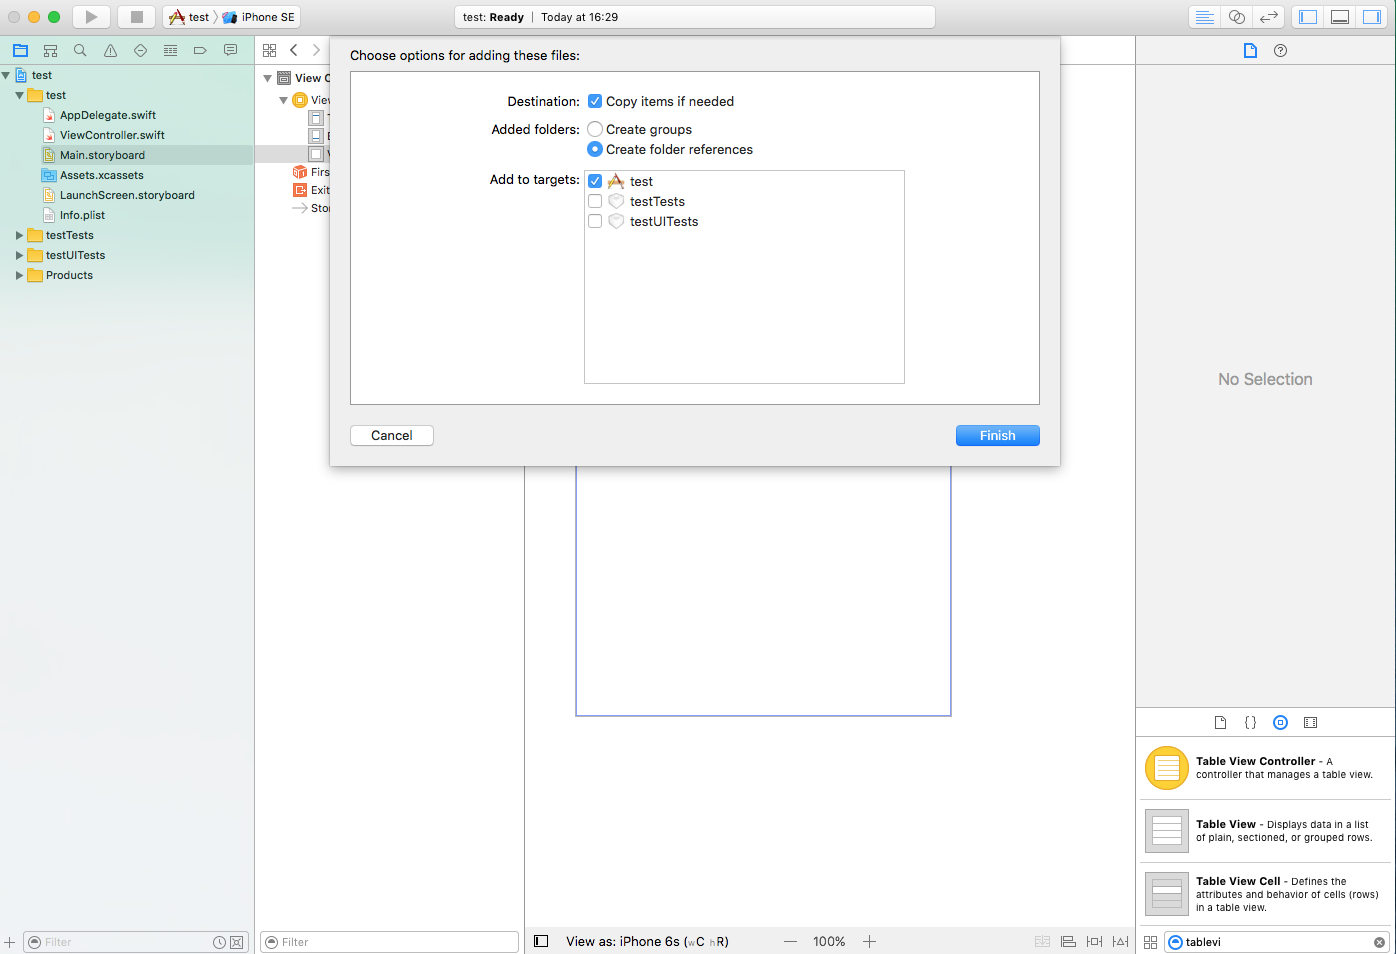 test
iPhone SE
test: Ready
Today at 16:29
test
test
AppDelegate.swift
ViewController.swift
Main.storyboard
Assets.xcassets
LaunchScreen.storyboard
Info.plist
testTests
testUITests
Products
View C
View
Firs
Exit
Stor
Choose options for adding these files:
Destination: Copy items if needed
Added folders: Create groups
Create folder references
Add to targets: test
testTests
testUITests
Cancel
Finish
No Selection
Table View Controller - A
controller that manages a table view.
Table View - Displays data in a list
of plain, sectioned, or grouped rows.
Table View Cell - Defines the
attributes and behavior of cells (rows)
in a table view.
Filter
Filter
View as: iPhone 6s (wC hR)
100%
tablevi